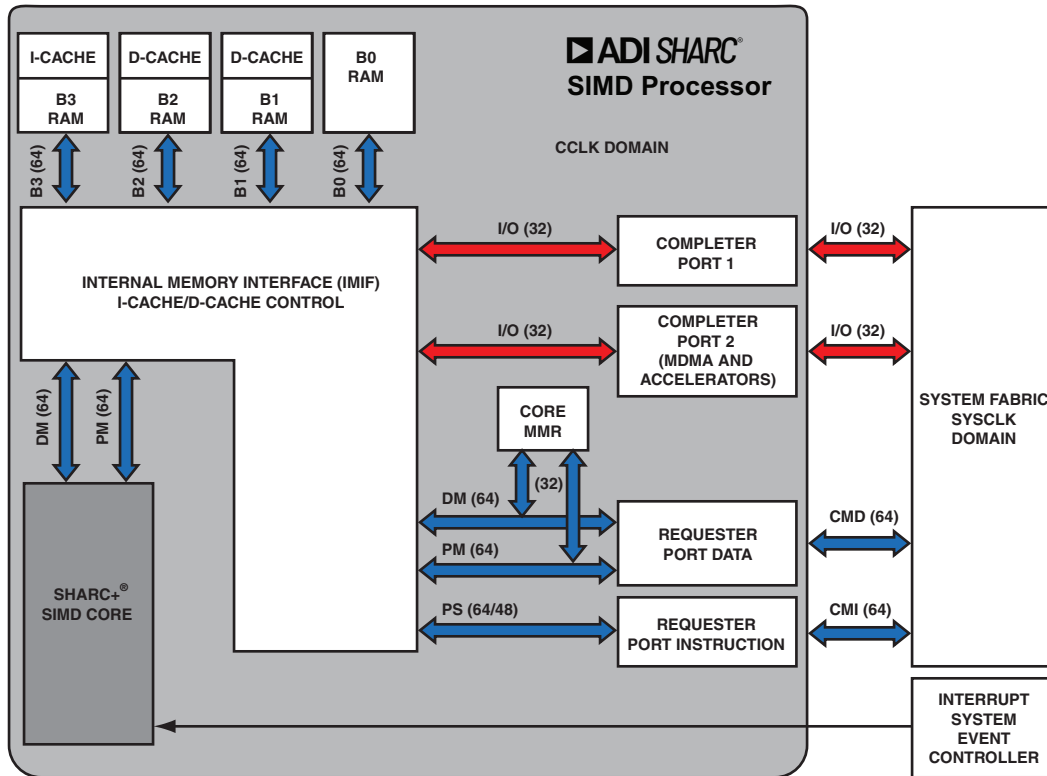 ADI SHARC®
SIMD Processor
CCLK DOMAIN
I-CACHE
B3
RAM
D-CACHE
B2
RAM
D-CACHE
B1
RAM
B0
RAM
B3 (64)
B2 (64)
B1 (64)
B0 (64)
INTERNAL MEMORY INTERFACE (IMIF)
I-CACHE/D-CACHE CONTROL
I/O (32)
COMPLETER
PORT 1
I/O (32)
I/O (32)
COMPLETER
PORT 2
(MDMA AND
ACCELERATORS)
I/O (32)
SYSTEM FABRIC
SYSCLK
DOMAIN
DM (64)
PM (64)
CORE
MMR
(32)
DM (64)
PM (64)
REQUESTER
PORT DATA
CMD (64)
PS (64/48)
REQUESTER
PORT INSTRUCTION
CMI (64)
SHARC+®
SIMD CORE
INTERRUPT
SYSTEM
EVENT
CONTROLLER